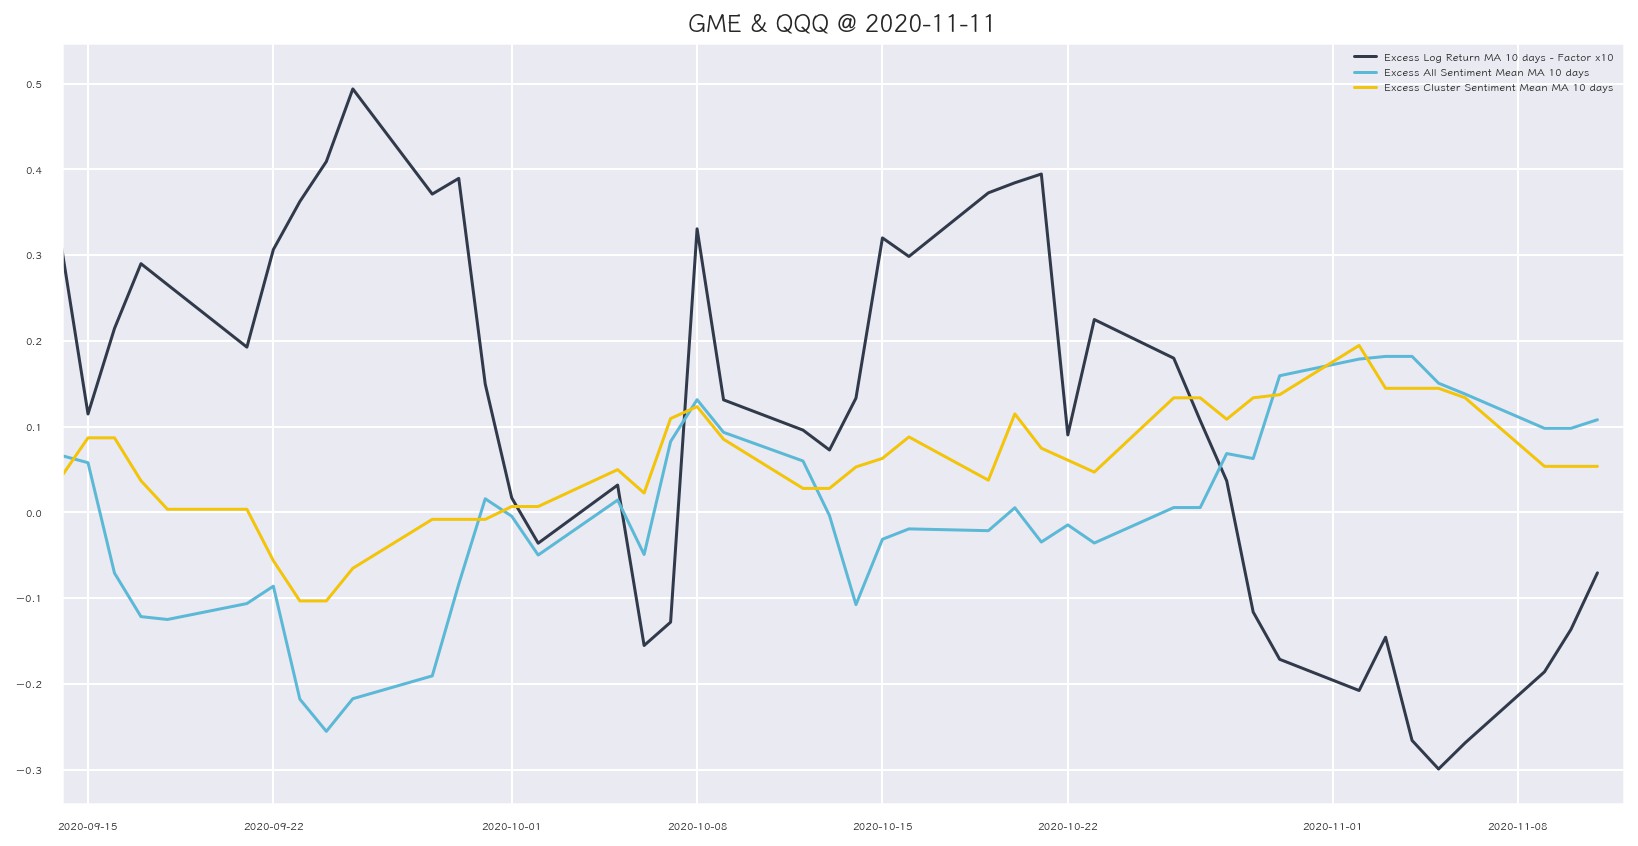 GME & QQQ @ 2020-11-11
Excess Log Return MA 10 days - Factor x10
Excess All Sentiment Mean MA 10 days
Excess Cluster Sentiment Mean MA 10 days
0.5
0.4
0.3
0.2
0.1
0.0
−0.1
−0.2
−0.3
2020-09-15 2020-09-22 2020-10-01 2020-10-08 2020-10-15 2020-10-22 2020-11-01 2020-11-08